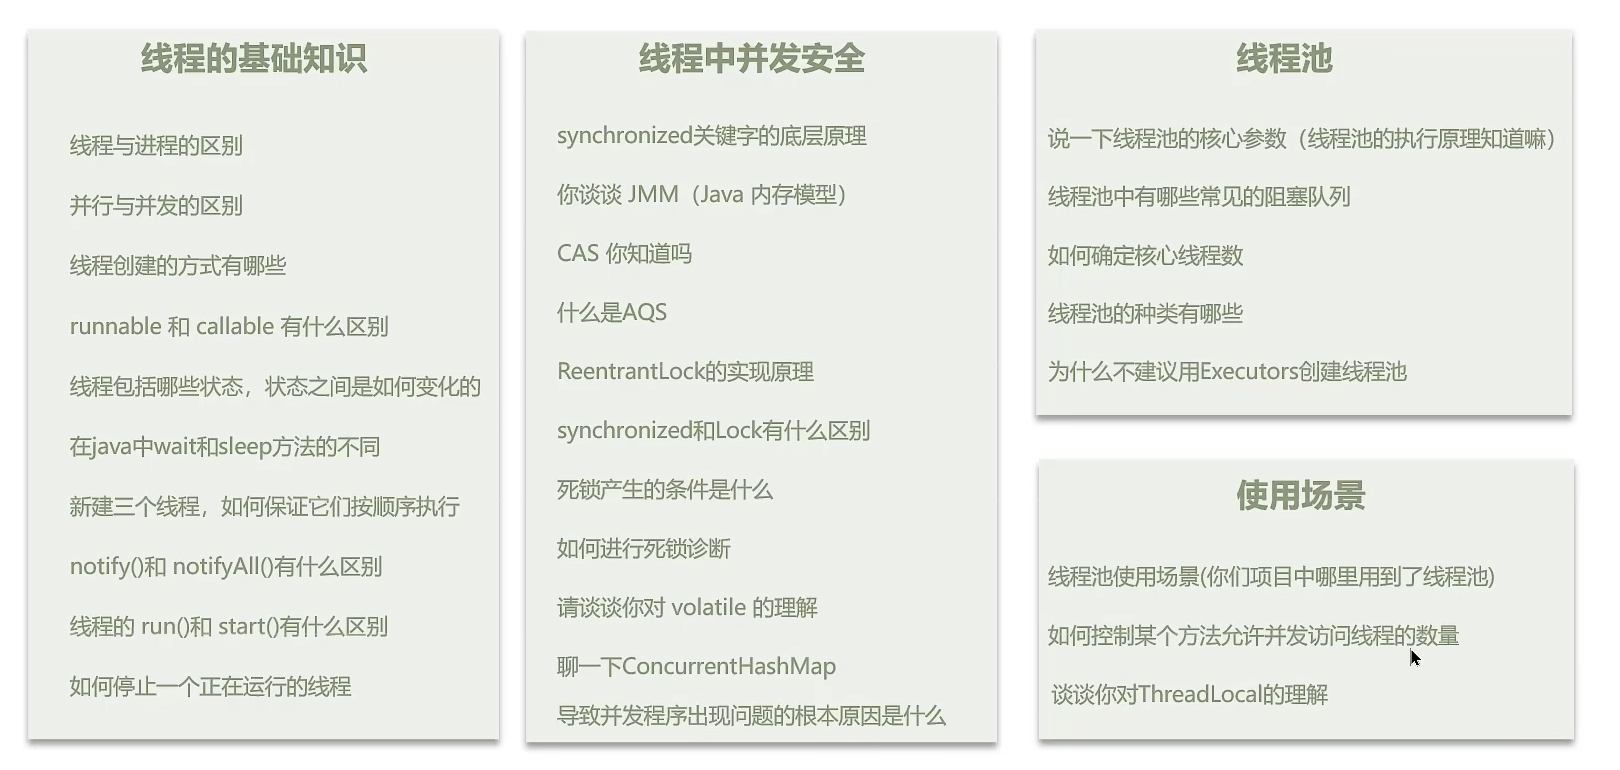 线程的基础知识
线程与进程的区别
并行与并发的区别
线程创建的方式有哪些
runnable 和 callable 有什么区别
线程包括哪些状态，状态之间是如何变化的
在java中wait和sleep方法的不同
新建三个线程，如何保证它们按顺序执行
notify()和 notifyAll()有什么区别
线程的 run()和 start()有什么区别
如何停止一个正在运行的线程
线程中并发安全
synchronized关键字的底层原理
你谈谈 JMM（Java 内存模型）
CAS 你知道吗
什么是AQS
ReentrantLock的实现原理
synchronized和Lock有什么区别
死锁产生的条件是什么
如何进行死锁诊断
请谈谈你对 volatile 的理解
聊一下ConcurrentHashMap
导致并发程序出现问题的根本原因是什么
线程池
说一下线程池的核心参数（线程池的执行原理知道嘛）
线程池中有哪些常见的阻塞队列
如何确定核心线程数
线程池的种类有哪些
为什么不建议用Executors创建线程池
使用场景
线程池使用场景(你们项目中哪里用到了线程池)
如何控制某个方法允许并发访问线程的数量
谈谈你对ThreadLocal的理解